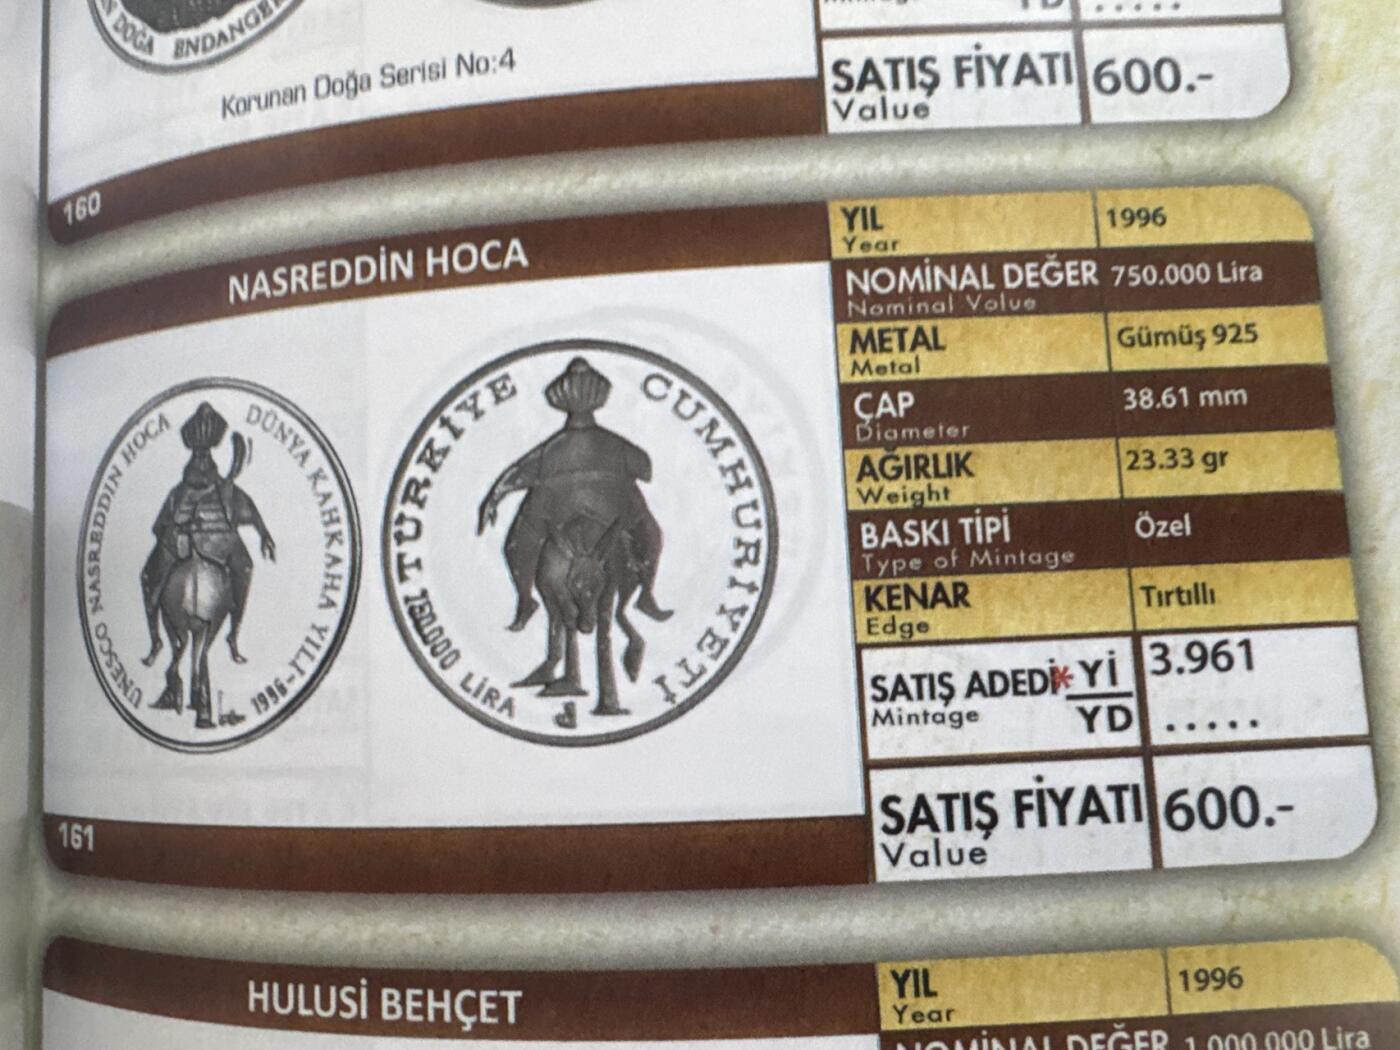 DOĞA ENDANGER
Korunan Doğa Serisi No:4
.....
SATIŞ FİYATI 600.-
Value
160
NASREDDİN HOCA
YIL 1996
Year
NOMİNAL DEĞER 750.000 Lira
Nominal Value
METAL Gümüş 925
Metal
ÇAP 38.61 mm
Diameter
AĞIRLIK 23.33 gr
Weight
BASKI TİPİ Özel
Type of Mintage
KENAR Tırtıllı
Edge
SATIŞ ADEDİ* Yİ 3.961
Mintage YD .....
SATIŞ FİYATI 600.-
Value
UNESCO NASREDDIN HOCA DÜNYA KAHKAHA YILI-1996
TÜRKİYE CUMHURİYETİ
750.000 LİRA
161
HULUSİ BEHÇET
YIL 1996
Year
NOMİNAL DEĞER 1.000.000 Lira